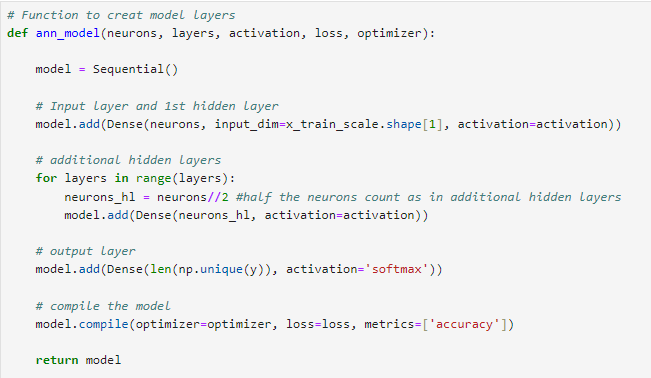 # Function to creat model layers
def ann_model(neurons, layers, activation, loss, optimizer):
model = Sequential()
# Input layer and 1st hidden layer
model.add(Dense(neurons, input_dim=x_train_scale.shape[1], activation=activation))
# additional hidden layers
for layers in range(layers):
neurons_hl = neurons//2 #half the neurons count as in additional hidden layers
model.add(Dense(neurons_hl, activation=activation))
# output layer
model.add(Dense(len(np.unique(y)), activation='softmax'))
# compile the model
model.compile(optimizer=optimizer, loss=loss, metrics=['accuracy'])
return model